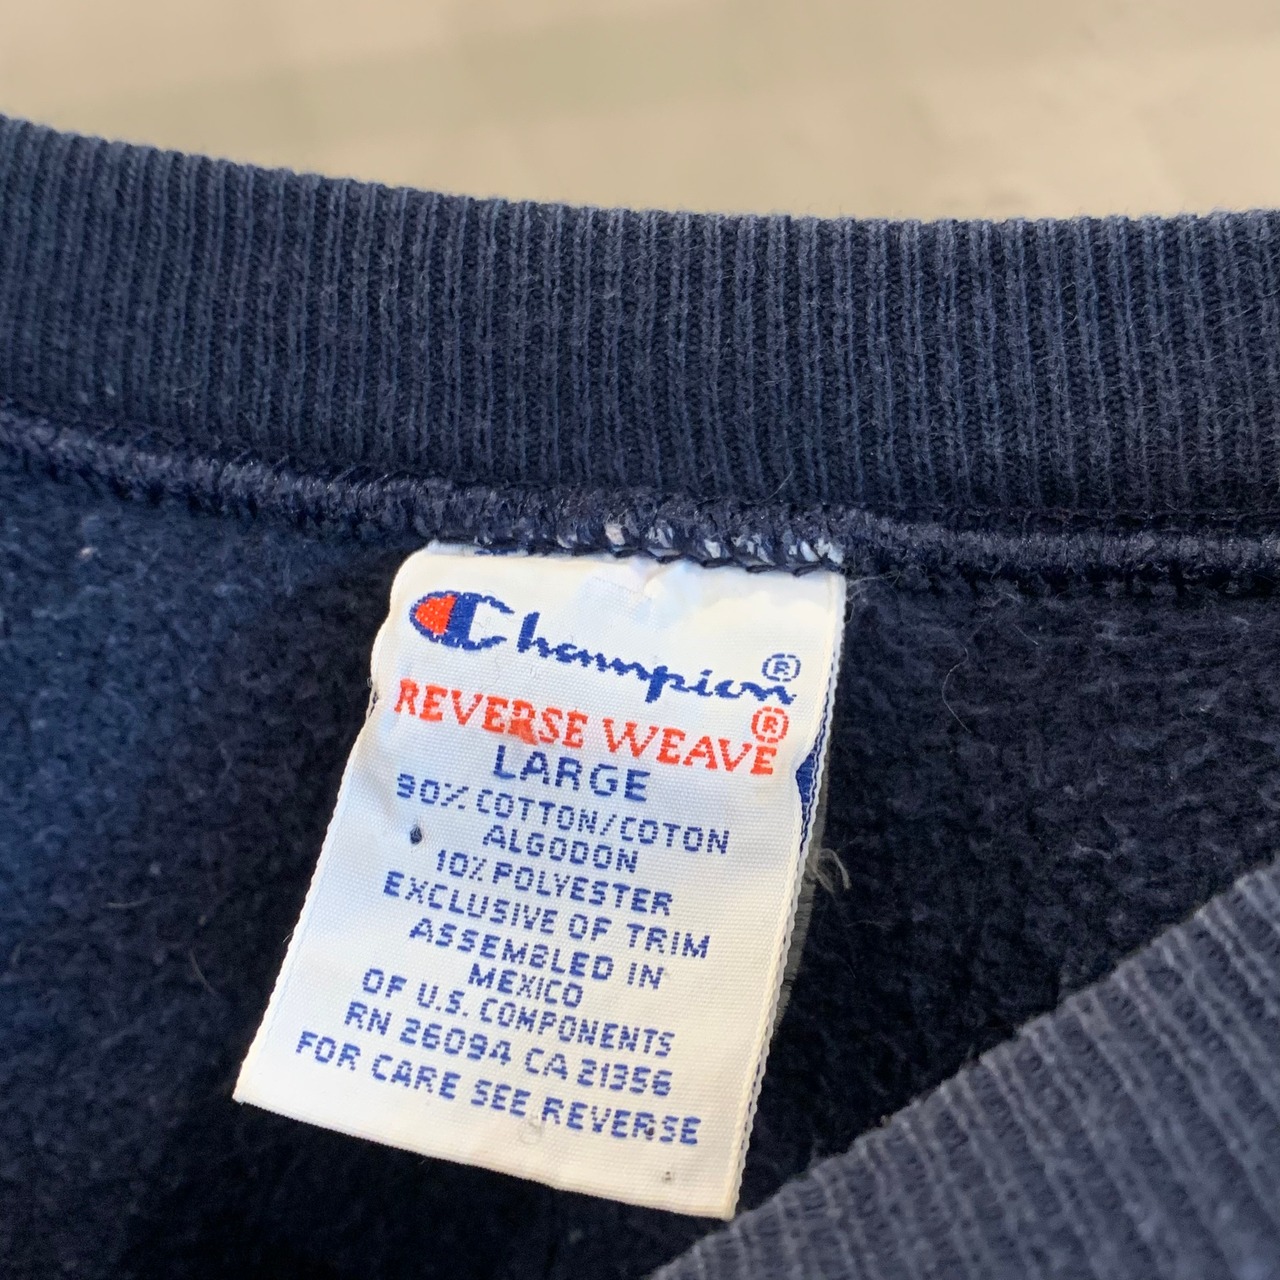 Champion®
REVERSE WEAVE®
LARGE
90% COTTON/COTON
ALGODON
10% POLYESTER
EXCLUSIVE OF TRIM
ASSEMBLED IN
MEXICO
OF U.S. COMPONENTS
RN 26094 CA 21356
FOR CARE SEE REVERSE